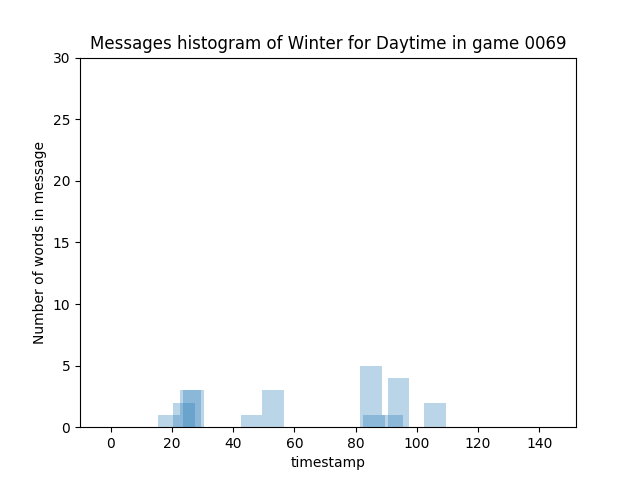 Messages histogram of Winter for Daytime in game 0069
30
25
20
15
10
5
0
Number of words in message
0 20 40 60 80 100 120 140
timestamp